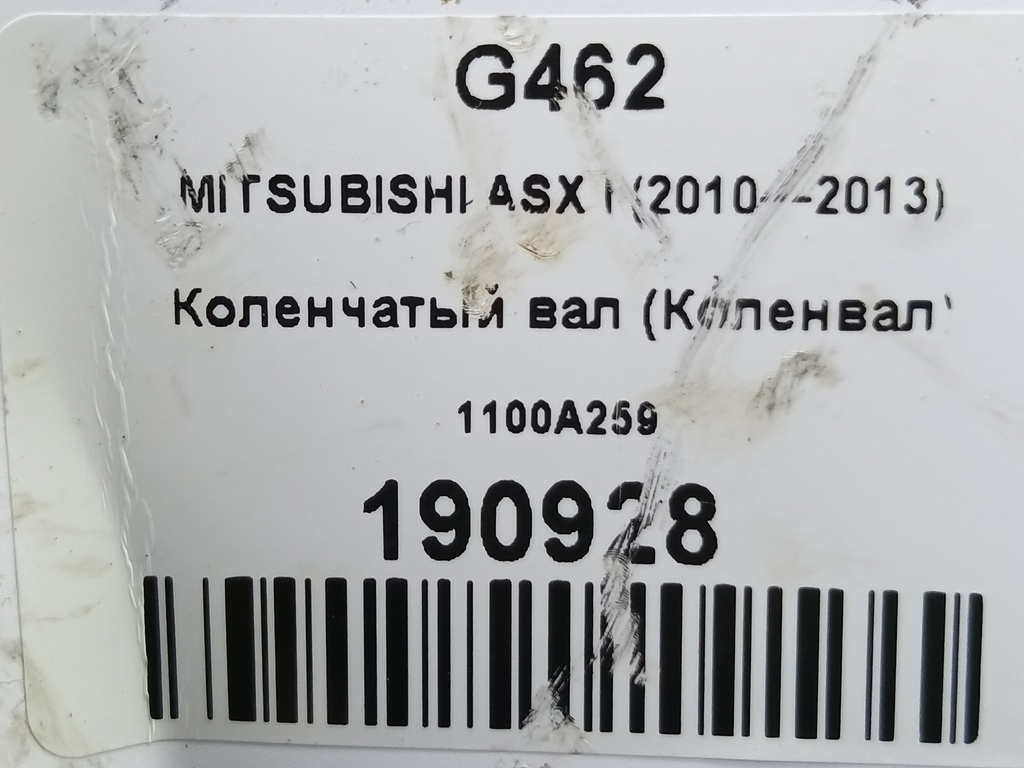 G462
MITSUBISHI ASX I (2010—2013)
Коленчатый вал (Коленвал)
1100A259
190928